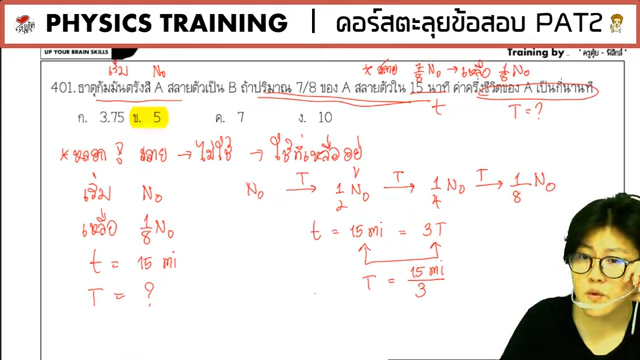 PHYSICS TRAINING | คอร์สตะลุยข้อสอบ PAT2
UP YOUR BRAIN SKILLS
Training by
เริ่ม N₀
* สลาย 7/8 N₀ → เหลือ 1/8 N₀
401. ธาตุกัมมันตรังสี A สลายตัวเป็น B ถ้าปริมาณ 7/8 ของ A สลายตัวใน 15 นาที ค่าครึ่งชีวิตของ A เป็นกี่นาที
t T = ?
ก. 3.75 ข. 5 ค. 7 ง. 10
* หลอก สลาย → ไม่ใช้ → ใช้ที่เหลืออยู่
เริ่ม N₀
เหลือ 1/8 N₀
t = 15 mi
T = ?
N₀ T→ 1/2 N₀ T→ 1/4 N₀ T→ 1/8 N₀
t = 15 mi = 3T
T = 15 mi/3